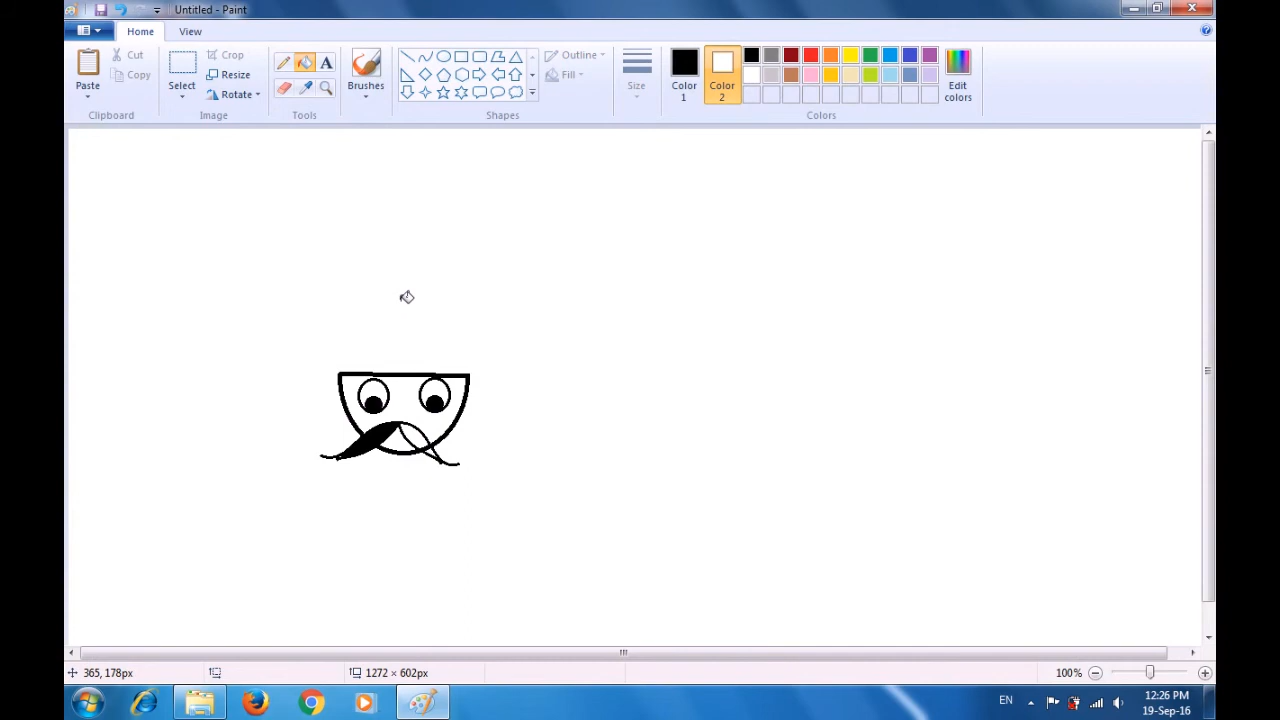 Untitled - Paint
Home View
Paste
Cut
Copy
Clipboard
Select
Crop
Resize
Rotate
Image
A
Tools
Brushes
Shapes
Outline
Fill
Size
Color 1
Color 2
Edit colors
Colors
365, 178px
1272 × 602px
100%
EN
12:26 PM
19-Sep-16